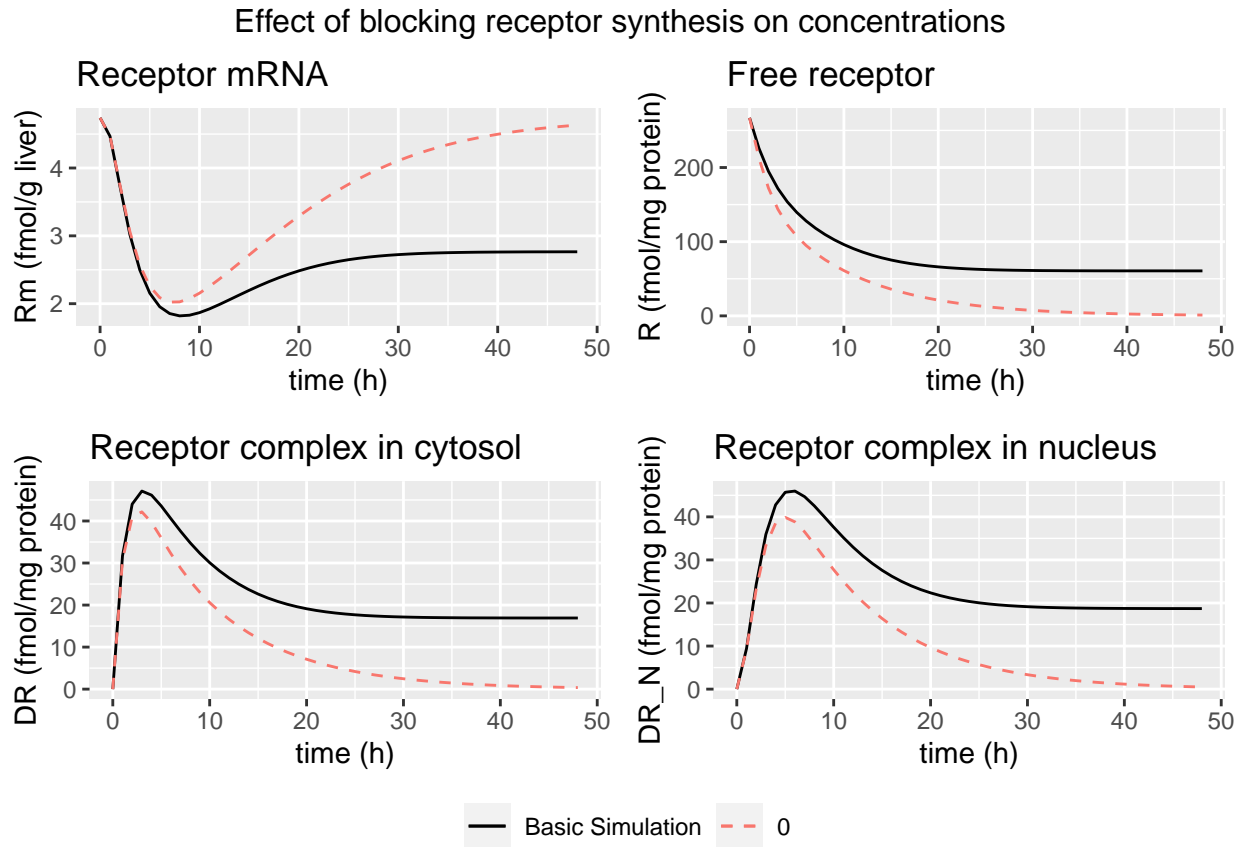 Effect of blocking receptor synthesis on concentrations
Receptor mRNA
Rm (fmol/g liver)
4
3
2
0
10
20
30
40
50
time (h)
Free receptor
R (fmol/mg protein)
200
100
0
0
10
20
30
40
50
time (h)
Receptor complex in cytosol
DR (fmol/mg protein)
40
30
20
10
0
0
10
20
30
40
50
time (h)
Receptor complex in nucleus
DR_N (fmol/mg protein)
40
30
20
10
0
0
10
20
30
40
50
time (h)
Basic Simulation
0